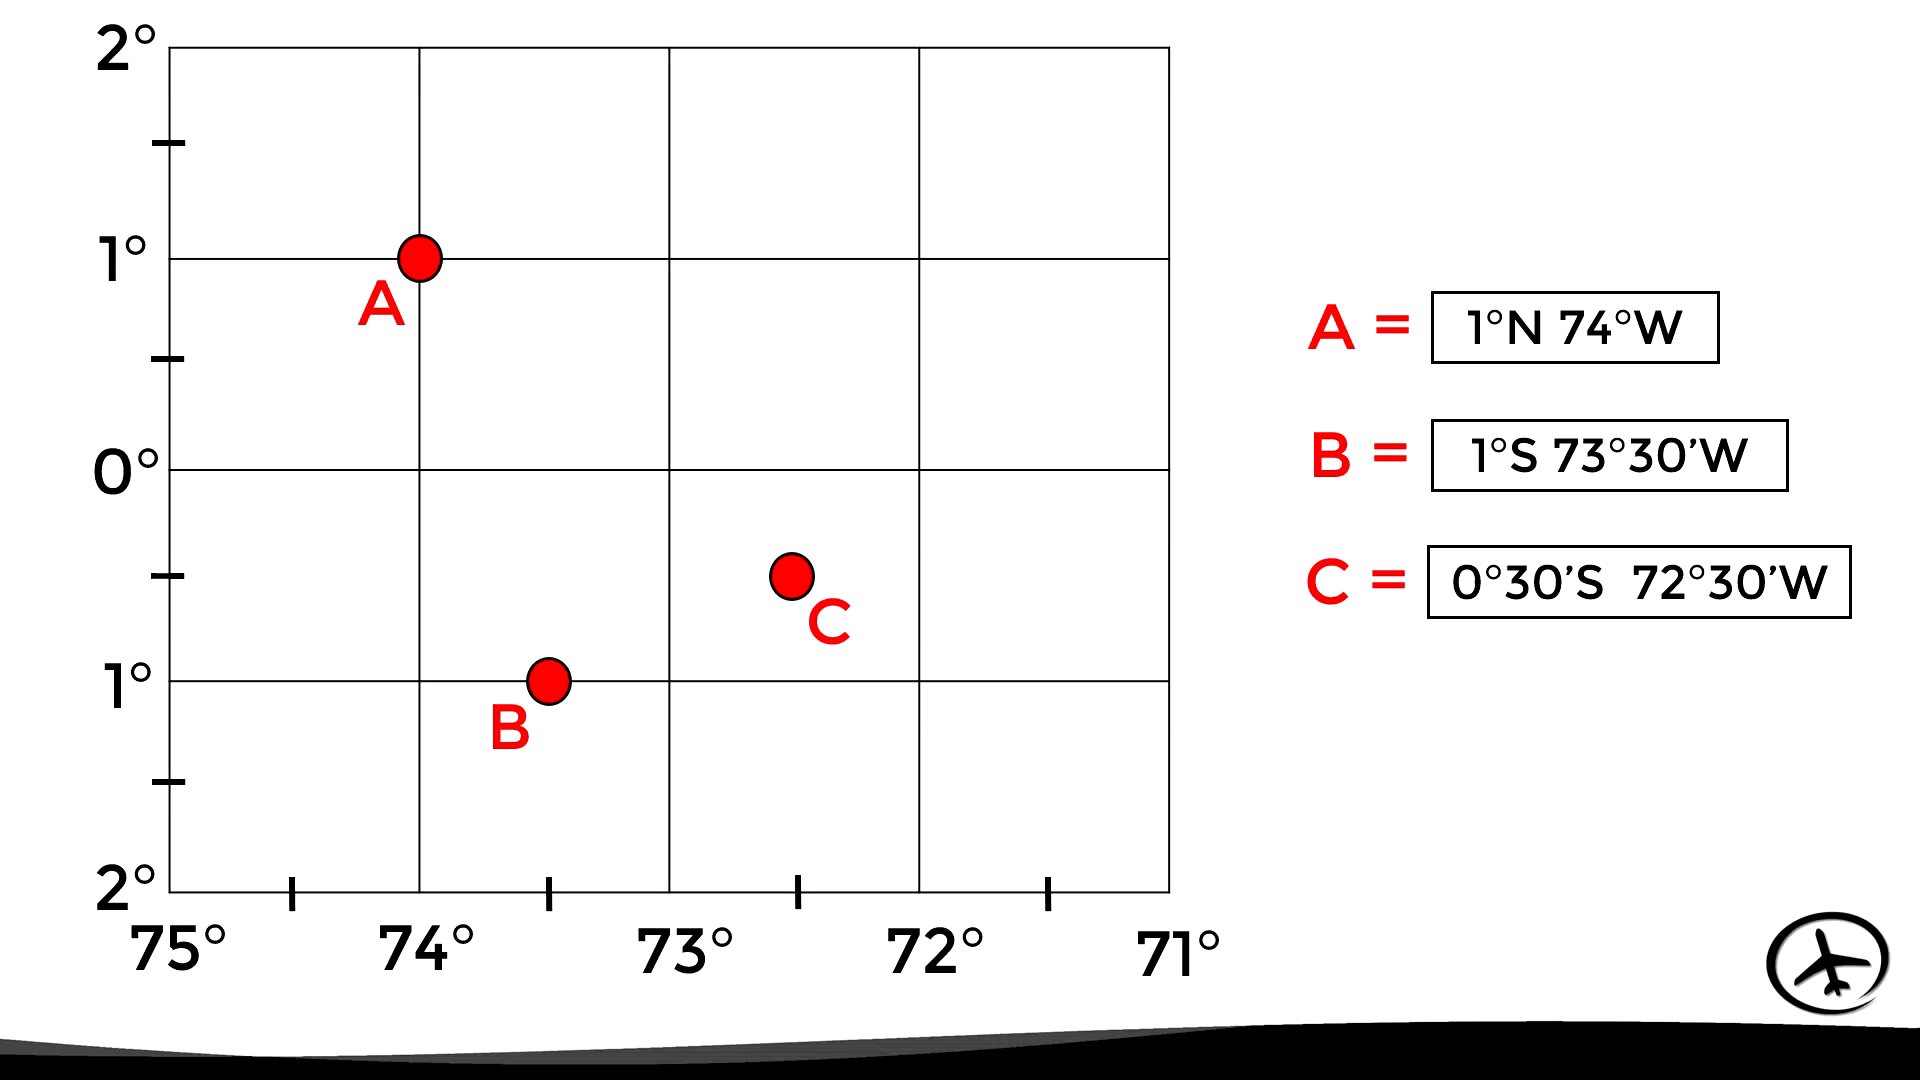 2°
1°
A
A = 1°N 74°W
0°
B = 1°S 73°30’W
C = 0°30’S 72°30’W
C
1°
B
2°
75° 74° 73° 72° 71°